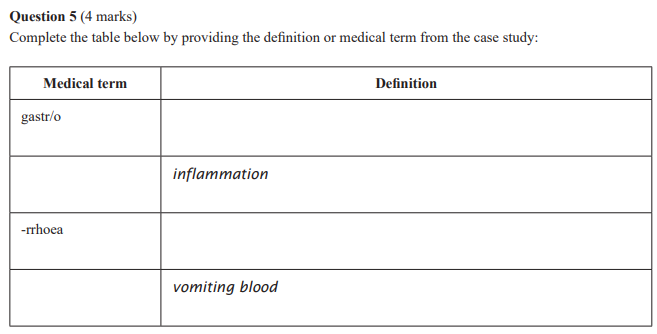 Question 5 (4 marks)
Complete the table below by providing the definition or medical term from the case study:
Medical term Definition
gastr/o
inflammation
-rrhoea
vomiting blood